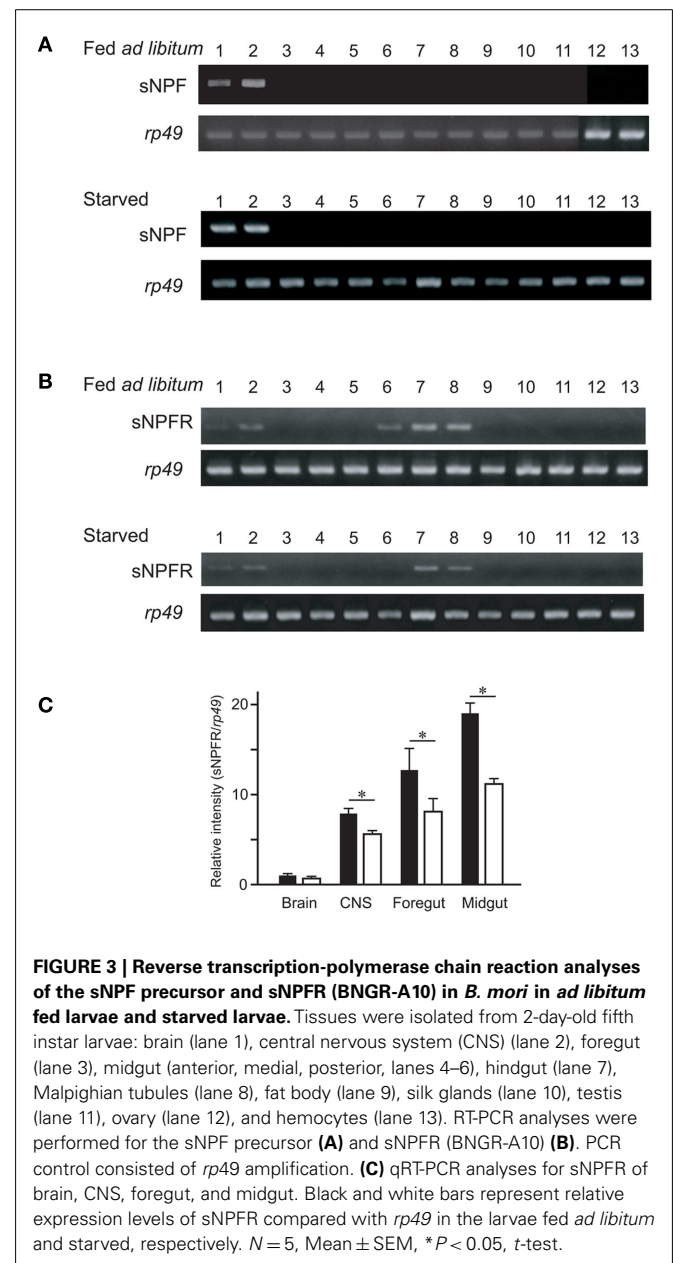 A
Fed ad libitum 1 2 3 4 5 6 7 8 9 10 11 12 13
sNPF
rp49
Starved 1 2 3 4 5 6 7 8 9 10 11 12 13
sNPF
rp49
B
Fed ad libitum 1 2 3 4 5 6 7 8 9 10 11 12 13
sNPFR
rp49
Starved 1 2 3 4 5 6 7 8 9 10 11 12 13
sNPFR
rp49
C
Relative intensity (sNPFR/rp49)
20
10
0
* * * 
Brain CNS Foregut Midgut
FIGURE 3 | Reverse transcription-polymerase chain reaction analyses
of the sNPF precursor and sNPFR (BNGR-A10) in B. mori in ad libitum
fed larvae and starved larvae. Tissues were isolated from 2-day-old fifth
instar larvae: brain (lane 1), central nervous system (CNS) (lane 2), foregut
(lane 3), midgut (anterior, medial, posterior, lanes 4–6), hindgut (lane 7),
Malpighian tubules (lane 8), fat body (lane 9), silk glands (lane 10), testis
(lane 11), ovary (lane 12), and hemocytes (lane 13). RT-PCR analyses were
performed for the sNPF precursor (A) and sNPFR (BNGR-A10) (B). PCR
control consisted of rp49 amplification. (C) qRT-PCR analyses for sNPFR of
brain, CNS, foregut, and midgut. Black and white bars represent relative
expression levels of sNPFR compared with rp49 in the larvae fed ad libitum
and starved, respectively. N = 5, Mean ± SEM, *P < 0.05, t-test.